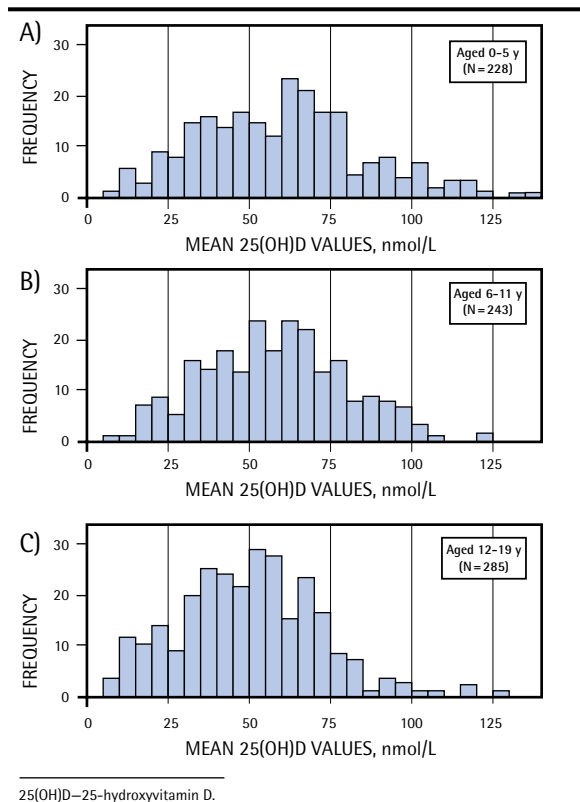 A)
30
20
10
0
FREQUENCY
Aged 0-5 y
(N=228)
0 25 50 75 100 125
MEAN 25(OH)D VALUES, nmol/L
B)
30
20
10
0
FREQUENCY
Aged 6-11 y
(N=243)
0 25 50 75 100 125
MEAN 25(OH)D VALUES, nmol/L
C)
30
20
10
0
FREQUENCY
Aged 12-19 y
(N=285)
0 25 50 75 100 125
MEAN 25(OH)D VALUES, nmol/L
25(OH)D—25-hydroxyvitamin D.